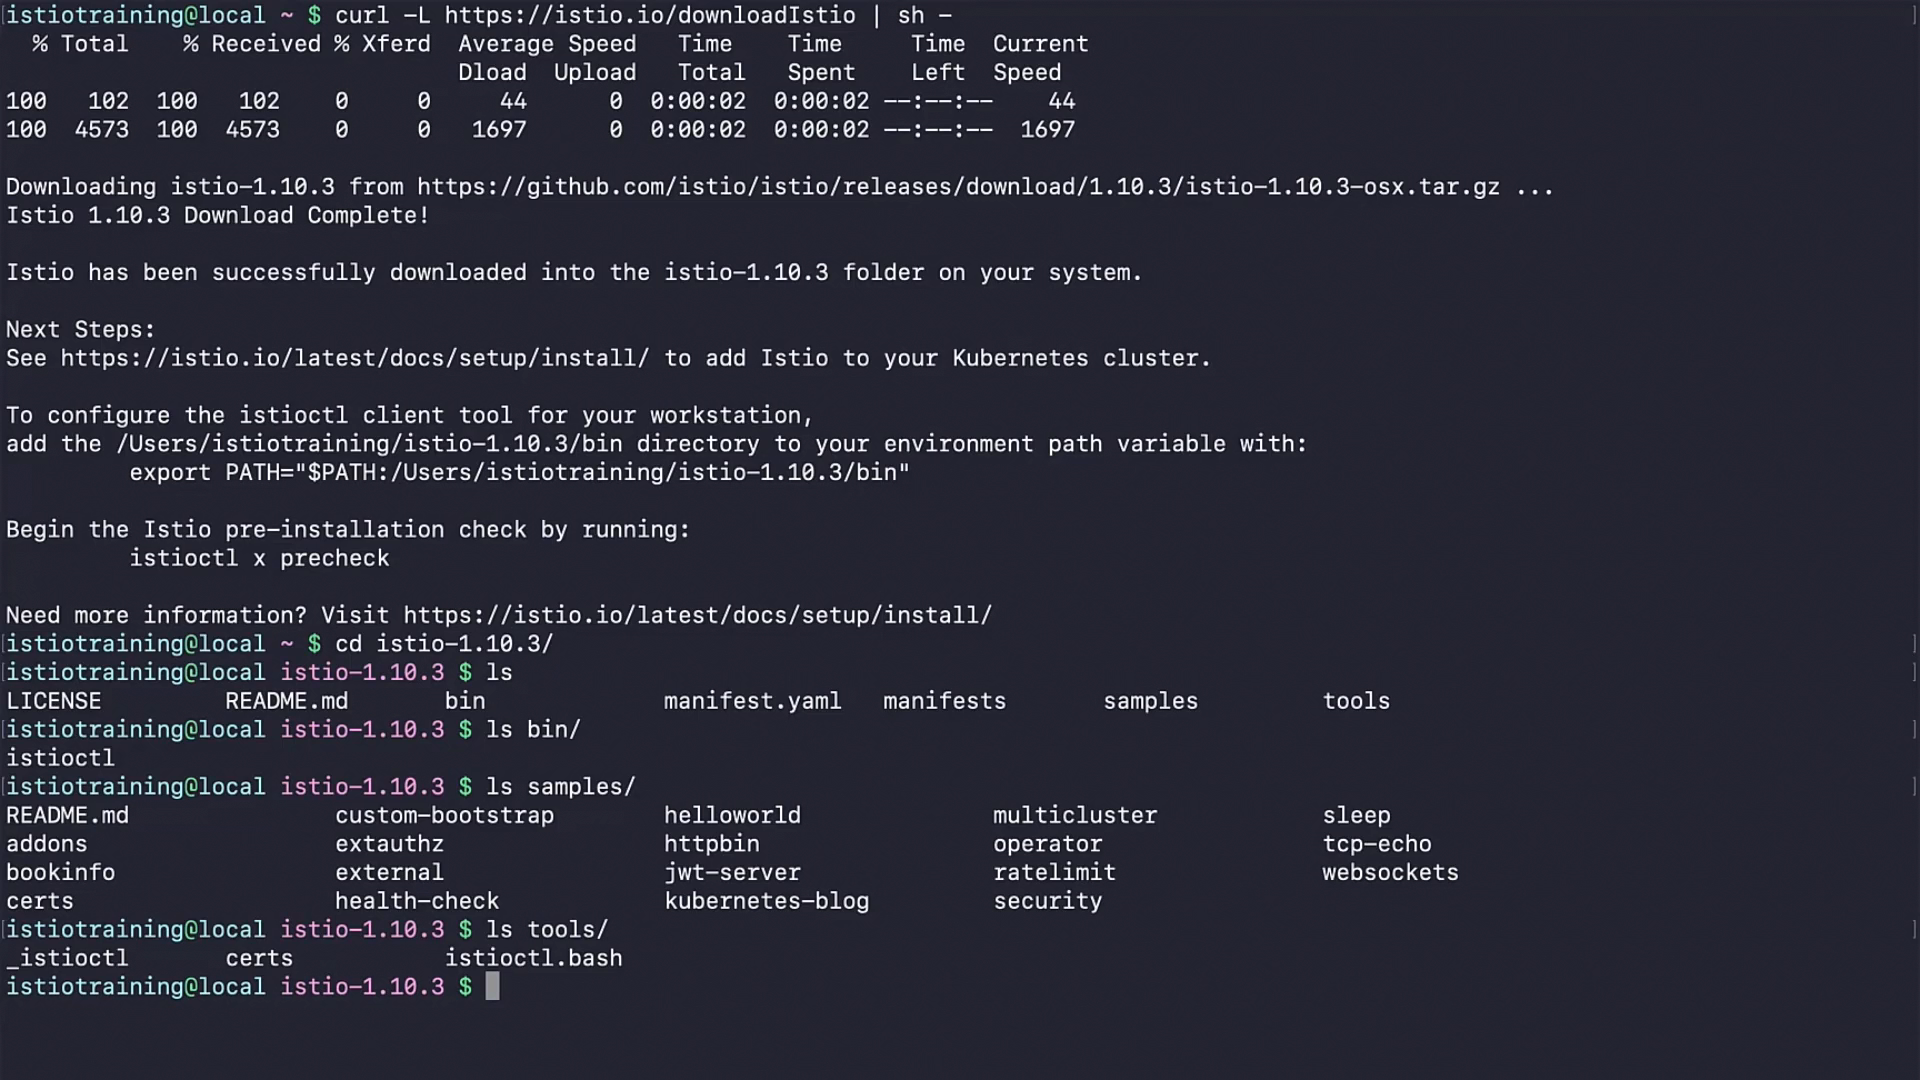 istiotraining@local ~ $ curl -L https://istio.io/downloadIstio | sh -
  % Total    % Received % Xferd  Average Speed   Time    Time     Time  Current
                                 Dload  Upload   Total   Spent    Left  Speed
100   102  100   102    0     0     44      0  0:00:02  0:00:02 --:--:--    44
100  4573  100  4573    0     0   1697      0  0:00:02  0:00:02 --:--:--  1697
Downloading istio-1.10.3 from https://github.com/istio/istio/releases/download/1.10.3/istio-1.10.3-osx.tar.gz ...
Istio 1.10.3 Download Complete!
Istio has been successfully downloaded into the istio-1.10.3 folder on your system.
Next Steps:
See https://istio.io/latest/docs/setup/install/ to add Istio to your Kubernetes cluster.
To configure the istioctl client tool for your workstation,
add the /Users/istiotraining/istio-1.10.3/bin directory to your environment path variable with:
         export PATH="$PATH:/Users/istiotraining/istio-1.10.3/bin"
Begin the Istio pre-installation check by running:
         istioctl x precheck
Need more information? Visit https://istio.io/latest/docs/setup/install/
istiotraining@local ~ $ cd istio-1.10.3/
istiotraining@local istio-1.10.3 $ ls
LICENSE         README.md       bin             manifest.yaml   manifests       samples         tools
istiotraining@local istio-1.10.3 $ ls bin/
istioctl
istiotraining@local istio-1.10.3 $ ls samples/
README.md               custom-bootstrap        helloworld              multicluster            sleep
addons                  extauthz                httpbin                 operator                tcp-echo
bookinfo                external                jwt-server              ratelimit               websockets
certs                   health-check            kubernetes-blog         security
istiotraining@local istio-1.10.3 $ ls tools/
_istioctl       certs           istioctl.bash
istiotraining@local istio-1.10.3 $